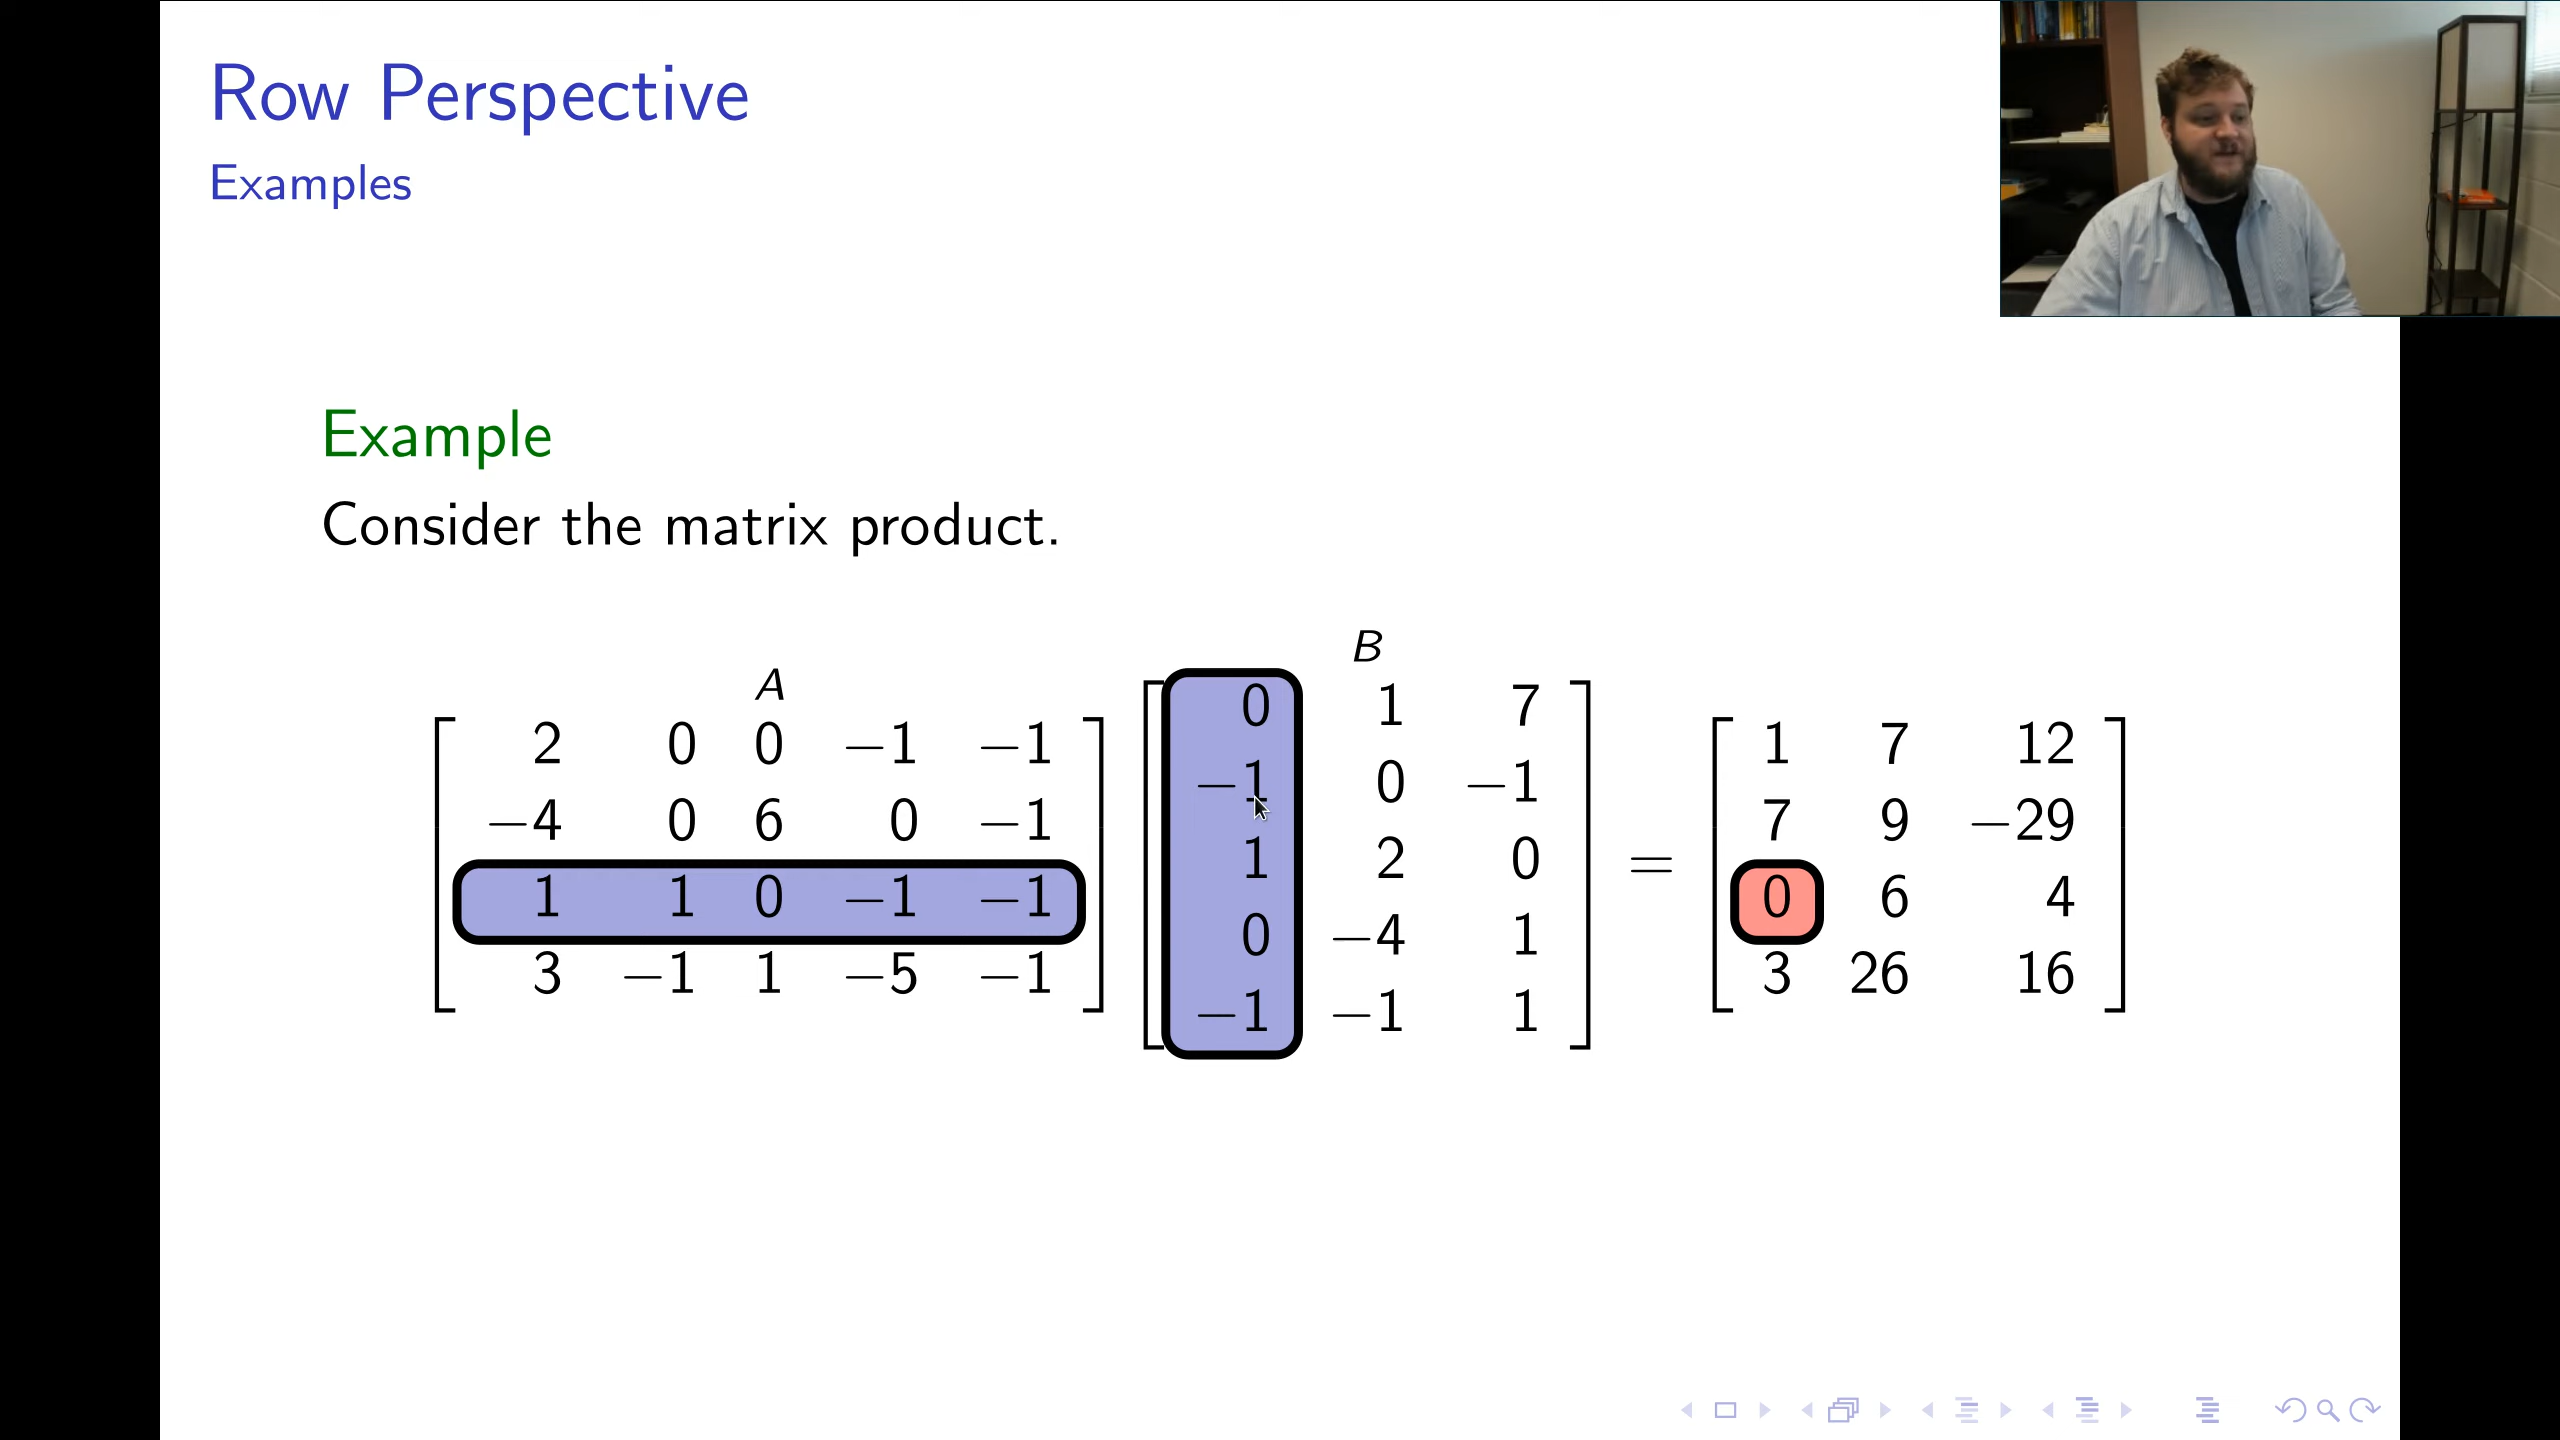 Row Perspective
Examples
Example
Consider the matrix product.
A
B
2 0 0 −1 −1
−4 0 6 0 −1
1 1 0 −1 −1
3 −1 1 −5 −1
0 1 7
−1 0 −1
1 2 0
0 −4 1
−1 −1 1
=
1 7 12
7 9 −29
0 6 4
3 26 16